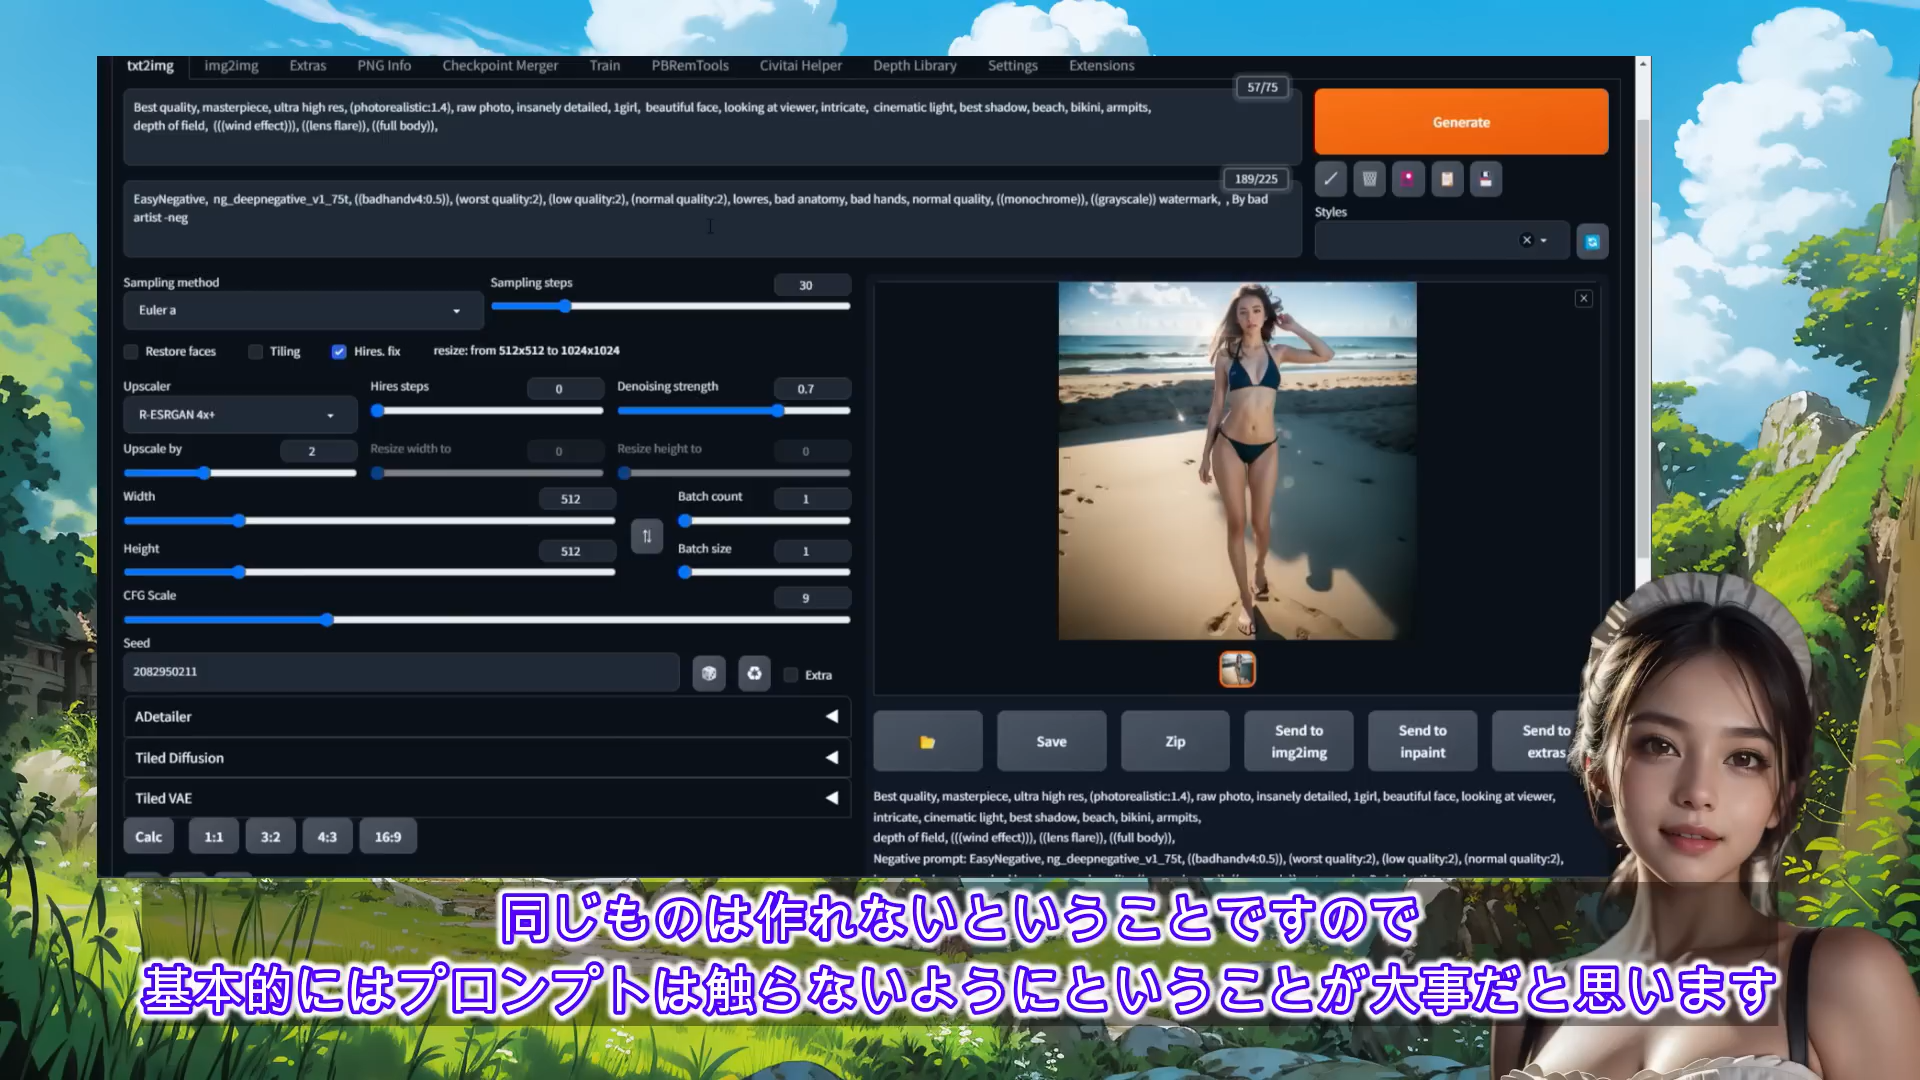 txt2img
img2img
Extras
PNG Info
Checkpoint Merger
Train
PBRemTools
Civitai Helper
Depth Library
Settings
Extensions
57/75
Best quality, masterpiece, ultra high res, (photorealistic:1.4), raw photo, insanely detailed, 1girl, beautiful face, looking at viewer, intricate, cinematic light, best shadow, beach, bikini, armpits,
depth of field, (((wind effect))), ((lens flare)), ((full body)),
Generate
189/225
EasyNegative, ng_deepnegative_v1_75t, ((badhandv4:0.5)), (worst quality:2), (low quality:2), (normal quality:2), lowres, bad anatomy, bad hands, normal quality, ((monochrome)), ((grayscale)) watermark, , By bad
artist -neg
Styles
Sampling method
Euler a
Sampling steps
30
Restore faces
Tiling
Hires. fix
resize: from 512x512 to 1024x1024
Upscaler
R-ESRGAN 4x+
Hires steps
0
Denoising strength
0.7
Upscale by
2
Resize width to
0
Resize height to
0
Width
512
Batch count
1
Height
512
Batch size
1
CFG Scale
9
Seed
2082950211
Extra
ADetailer
Tiled Diffusion
Tiled VAE
Calc
1:1
3:2
4:3
16:9
Save
Zip
Send to
img2img
Send to
inpaint
Send to
extras
Best quality, masterpiece, ultra high res, (photorealistic:1.4), raw photo, insanely detailed, 1girl, beautiful face, looking at viewer,
intricate, cinematic light, best shadow, beach, bikini, armpits,
depth of field, (((wind effect))), ((lens flare)), ((full body)),
Negative prompt: EasyNegative, ng_deepnegative_v1_75t, ((badhandv4:0.5)), (worst quality:2), (low quality:2), (normal quality:2),
同じものは作れないということですので
基本的にはプロンプトは触らないようにということが大事だと思います